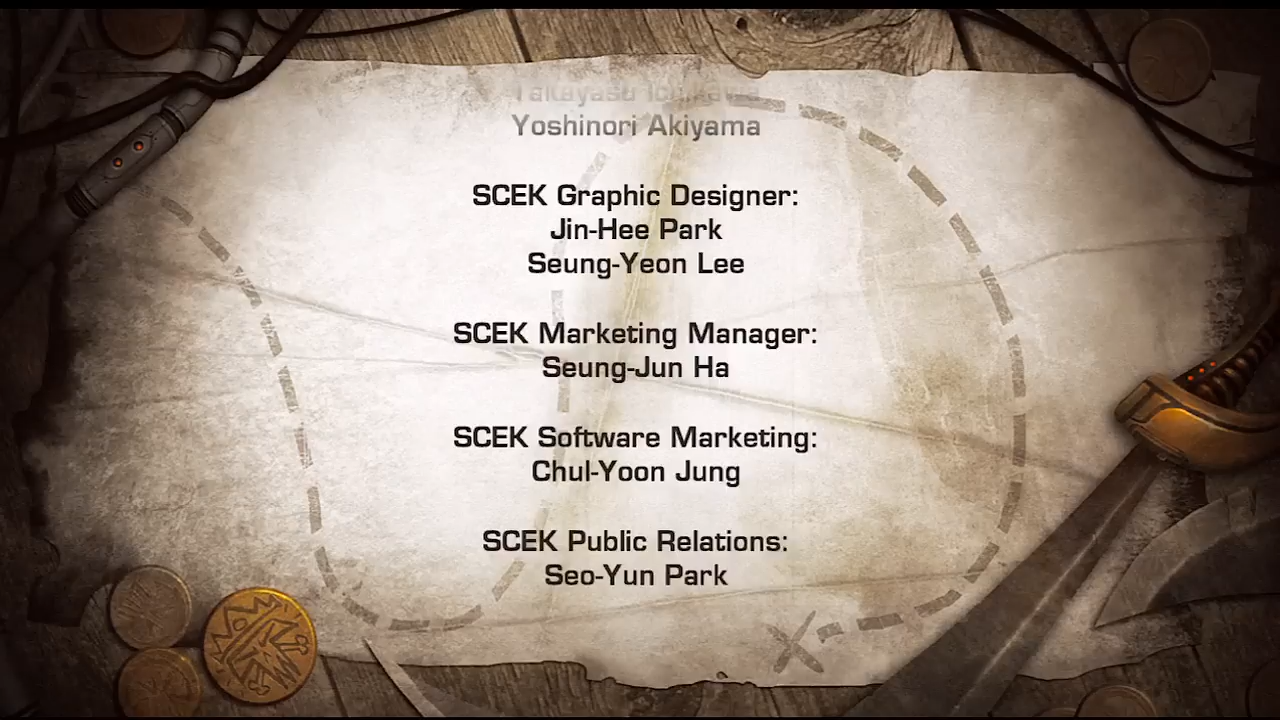 Yoshinori Akiyama
SCEK Graphic Designer:
Jin-Hee Park
Seung-Yeon Lee
SCEK Marketing Manager:
Seung-Jun Ha
SCEK Software Marketing:
Chul-Yoon Jung
SCEK Public Relations:
Seo-Yun Park